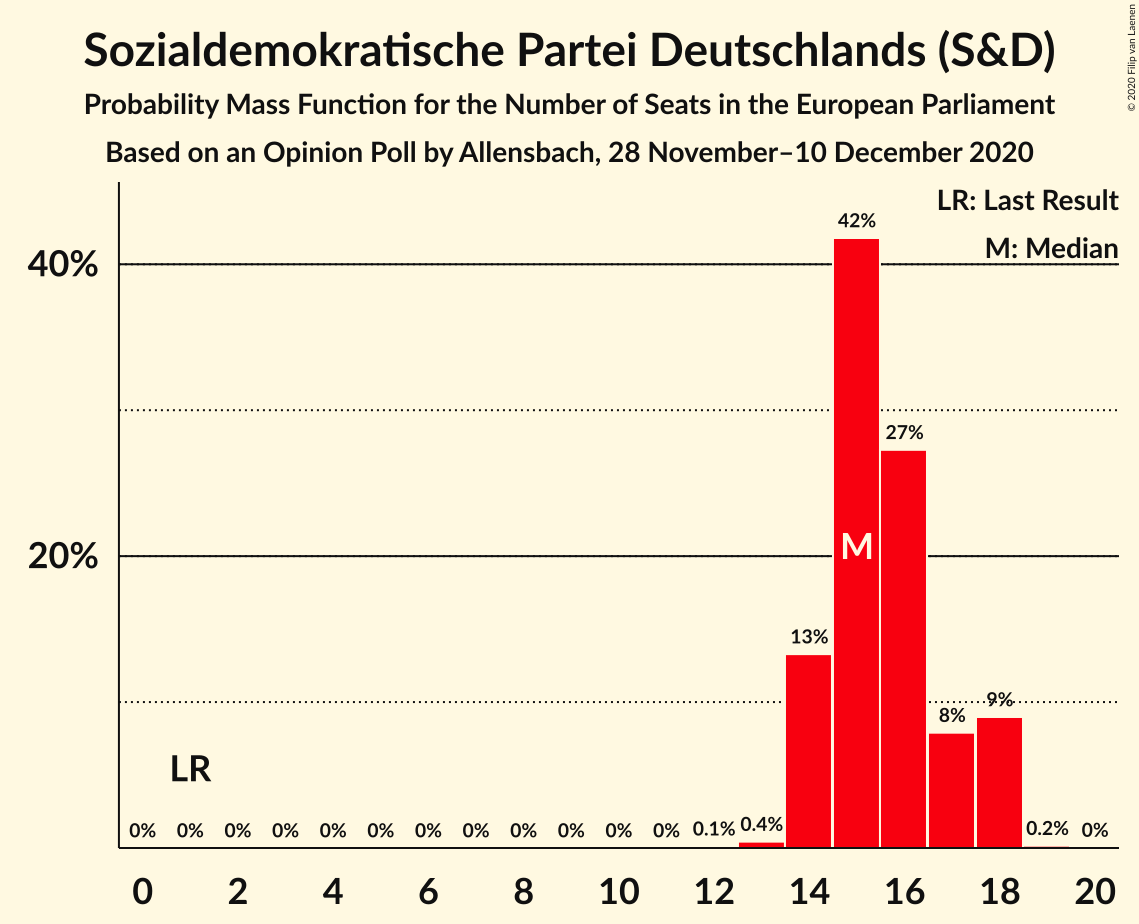 Sozialdemokratische Partei Deutschlands (S&D)
Probability Mass Function for the Number of Seats in the European Parliament
Based on an Opinion Poll by Allensbach, 28 November–10 December 2020
© 2020 Filip van Laenen
LR: Last Result
M: Median
42%
40%
27%
20%
M
13%
9%
8%
LR
0% 0% 0% 0% 0% 0% 0% 0% 0% 0% 0% 0% 0.1% 0.4% 0.2% 0%
0 2 4 6 8 10 12 14 16 18 20